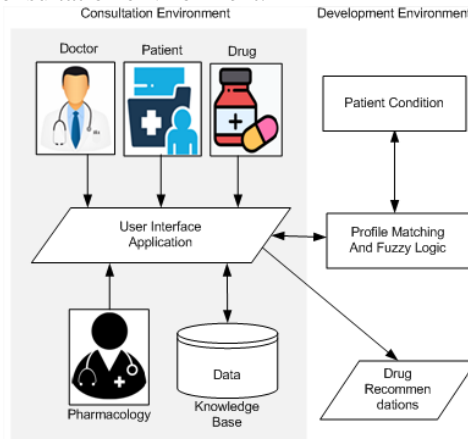 Consultation Environment
Development Environment
Doctor
Patient
Drug
Patient Condition
User Interface
Application
Profile Matching
And Fuzzy Logic
Data
Pharmacology
Knowledge
Base
Drug
Recommen
dations